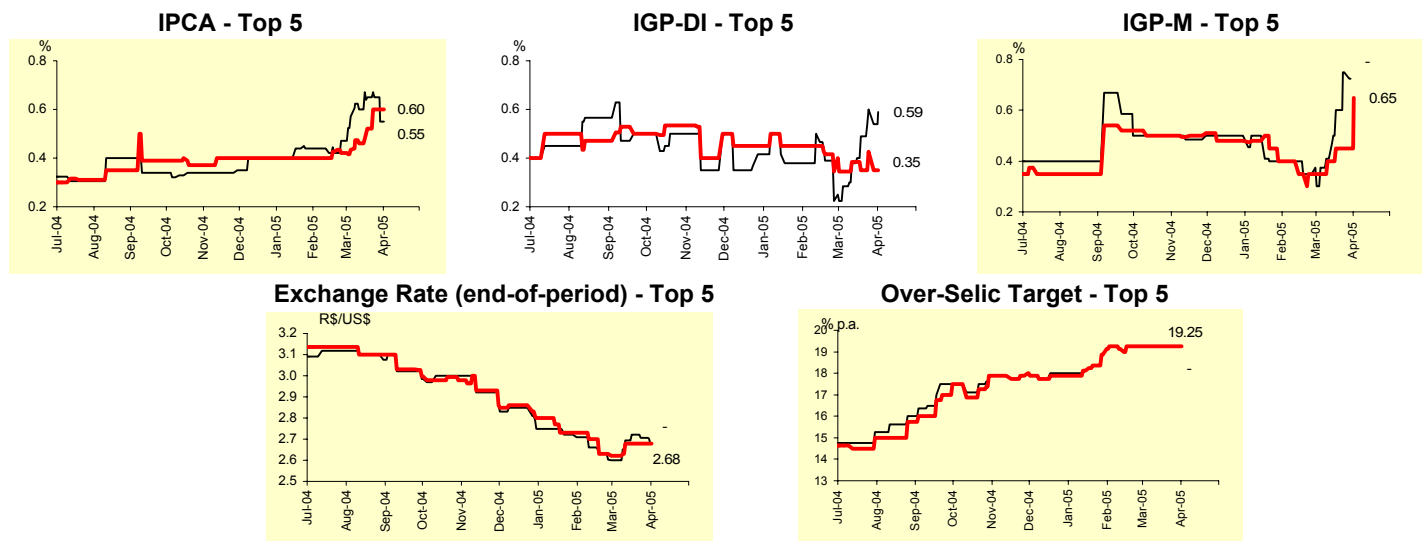 IPCA - Top 5
%
0.8
0.6
0.4
0.2
0.60
0.55
Jul-04
Aug-04
Sep-04
Oct-04
Nov-04
Dec-04
Jan-05
Feb-05
Mar-05
Apr-05
IGP-DI - Top 5
%
0.8
0.6
0.4
0.2
0.59
0.35
Jul-04
Aug-04
Sep-04
Oct-04
Nov-04
Dec-04
Jan-05
Feb-05
Mar-05
Apr-05
IGP-M - Top 5
%
0.8
0.6
0.4
0.2
-
0.65
Jul-04
Aug-04
Sep-04
Oct-04
Nov-04
Dec-04
Jan-05
Feb-05
Mar-05
Apr-05
Exchange Rate (end-of-period) - Top 5
R$/US$
3.2
3.1
3.0
2.9
2.8
2.7
2.6
2.5
-
2.68
Jul-04
Aug-04
Sep-04
Oct-04
Nov-04
Dec-04
Jan-05
Feb-05
Mar-05
Apr-05
Over-Selic Target - Top 5
% p.a.
20
19
18
17
16
15
14
13
19.25
-
Jul-04
Aug-04
Sep-04
Oct-04
Nov-04
Dec-04
Jan-05
Feb-05
Mar-05
Apr-05